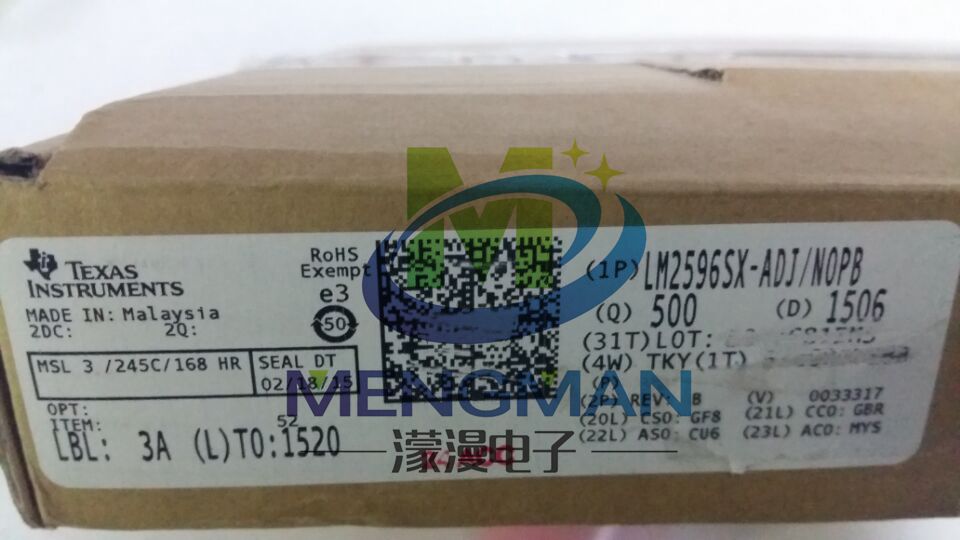 TEXAS
INSTRUMENTS
MADE IN: Malaysia
2DC: 2Q:
MSL 3 /245C/168 HR
SEAL DT
02/18/15
OPT:
ITEM: 52
LBL: 3A (L)TO:1520
RoHS
Exempt
e3
50
(1P) LM2596SX-ADJ/NOPB
(Q) 500 (D) 1506
(31T)LOT:
(4W) TKY(1T)
(P)
(2P) REV: B (V) 0033317
(20L) CSO: GF8 (21L) CCO: GBR
(22L) ASO: CU6 (23L) ACO: MYS
M
MENGMAN
濛漫电子